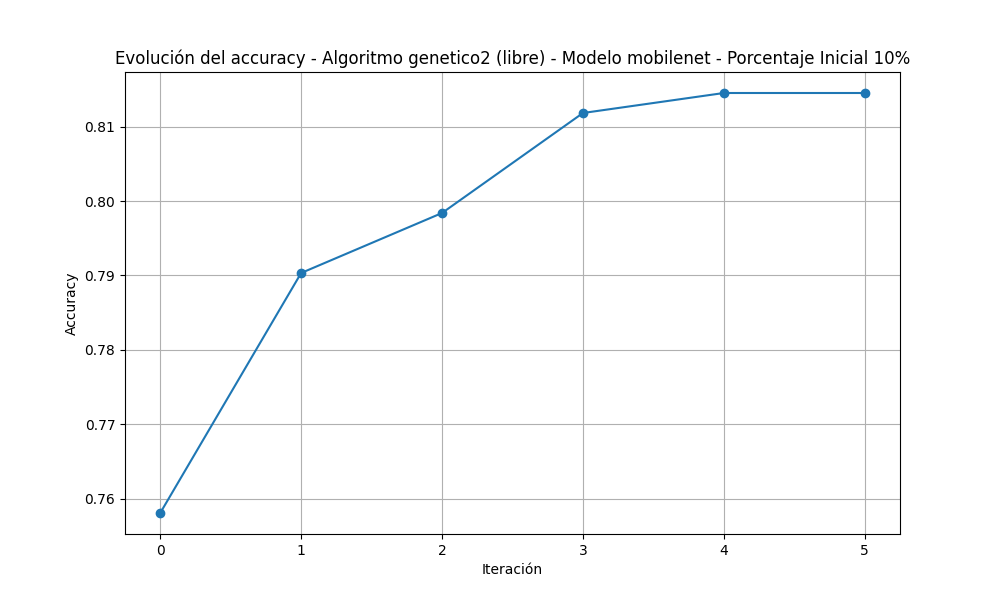 Evolución del accuracy - Algoritmo genetico2 (libre) - Modelo mobilenet - Porcentaje Inicial 10%
0.81
0.80
0.79
0.78
0.77
0.76
Accuracy
0 1 2 3 4 5
Iteración